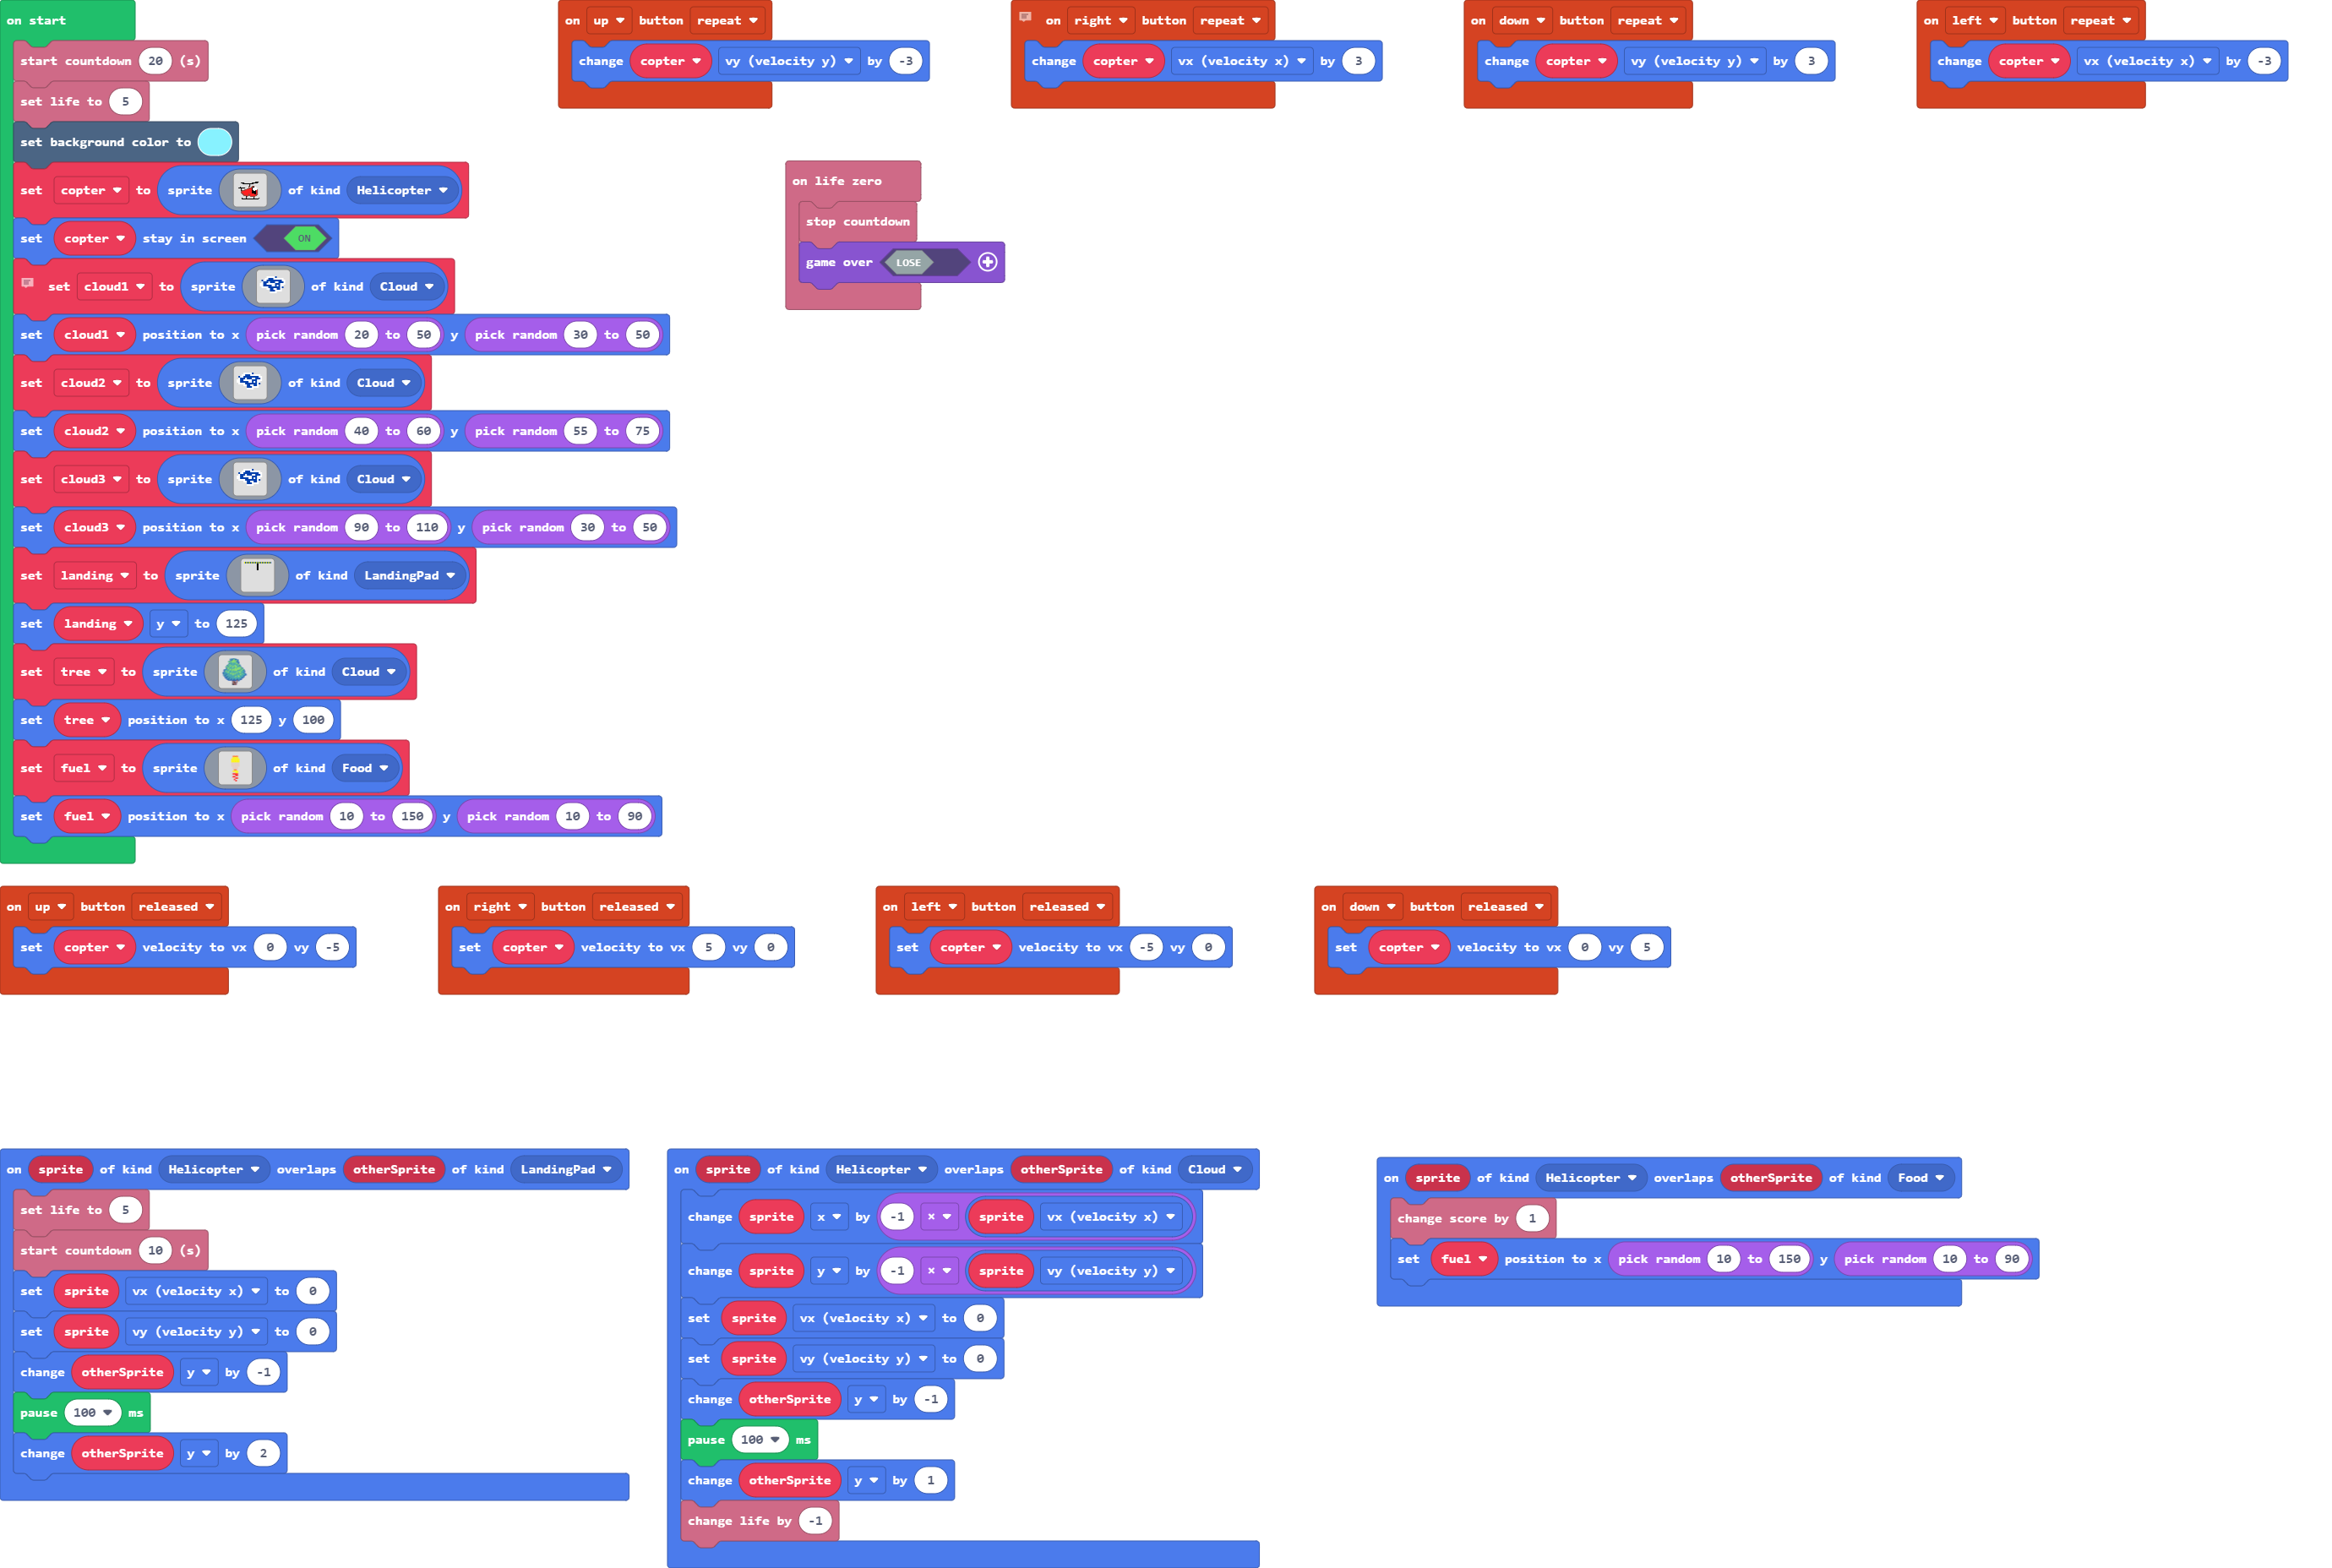 on start
start countdown 20 (s)
set life to 5
set background color to
set copter to sprite of kind Helicopter
set copter stay in screen ON
set cloud1 to sprite of kind Cloud
set cloud1 position to x pick random 20 to 50 y pick random 30 to 50
set cloud2 to sprite of kind Cloud
set cloud2 position to x pick random 40 to 60 y pick random 55 to 75
set cloud3 to sprite of kind Cloud
set cloud3 position to x pick random 90 to 110 y pick random 30 to 50
set landing to sprite of kind LandingPad
set landing y to 125
set tree to sprite of kind Cloud
set tree position to x 125 y 100
set fuel to sprite of kind Food
set fuel position to x pick random 10 to 150 y pick random 10 to 90
on up button repeat
change copter vy (velocity y) by -3
on right button repeat
change copter vx (velocity x) by 3
on down button repeat
change copter vy (velocity y) by 3
on left button repeat
change copter vx (velocity x) by -3
on life zero
stop countdown
game over LOSE
on up button released
set copter velocity to vx 0 vy -5
on right button released
set copter velocity to vx 5 vy 0
on left button released
set copter velocity to vx -5 vy 0
on down button released
set copter velocity to vx 0 vy 5
on sprite of kind Helicopter overlaps otherSprite of kind LandingPad
set life to 5
start countdown 10 (s)
set sprite vx (velocity x) to 0
set sprite vy (velocity y) to 0
change otherSprite y by -1
pause 100 ms
change otherSprite y by 2
on sprite of kind Helicopter overlaps otherSprite of kind Cloud
change sprite x by -1 × sprite vx (velocity x)
change sprite y by -1 × sprite vy (velocity y)
set sprite vx (velocity x) to 0
set sprite vy (velocity y) to 0
change otherSprite y by -1
pause 100 ms
change otherSprite y by 1
change life by -1
on sprite of kind Helicopter overlaps otherSprite of kind Food
change score by 1
set fuel position to x pick random 10 to 150 y pick random 10 to 90